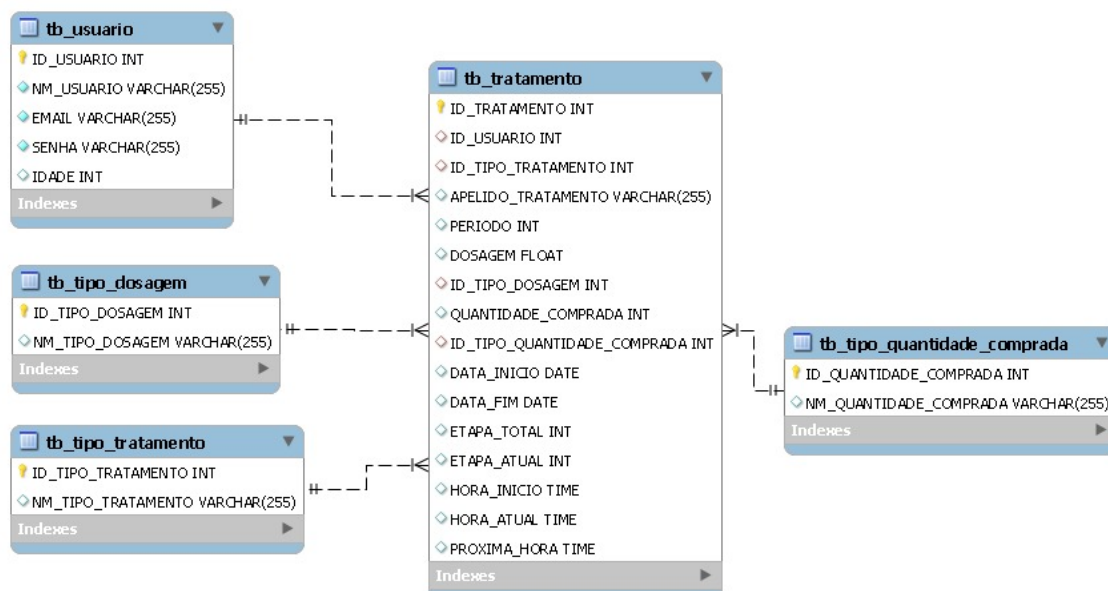 tb_usuario
ID_USUARIO INT
NM_USUARIO VARCHAR(255)
EMAIL VARCHAR(255)
SENHA VARCHAR(255)
IDADE INT
Indexes
tb_tipo_dosagem
ID_TIPO_DOSAGEM INT
NM_TIPO_DOSAGEM VARCHAR(255)
Indexes
tb_tipo_tratamento
ID_TIPO_TRATAMENTO INT
NM_TIPO_TRATAMENTO VARCHAR(255)
Indexes
tb_tratamento
ID_TRATAMENTO INT
ID_USUARIO INT
ID_TIPO_TRATAMENTO INT
APELIDO_TRATAMENTO VARCHAR(255)
PERIODO INT
DOSAGEM FLOAT
ID_TIPO_DOSAGEM INT
QUANTIDADE_COMPRADA INT
ID_TIPO_QUANTIDADE_COMPRADA INT
DATA_INICIO DATE
DATA_FIM DATE
ETAPA_TOTAL INT
ETAPA_ATUAL INT
HORA_INICIO TIME
HORA_ATUAL TIME
PROXIMA_HORA TIME
Indexes
tb_tipo_quantidade_comprada
ID_QUANTIDADE_COMPRADA INT
NM_QUANTIDADE_COMPRADA VARCHAR(255)
Indexes